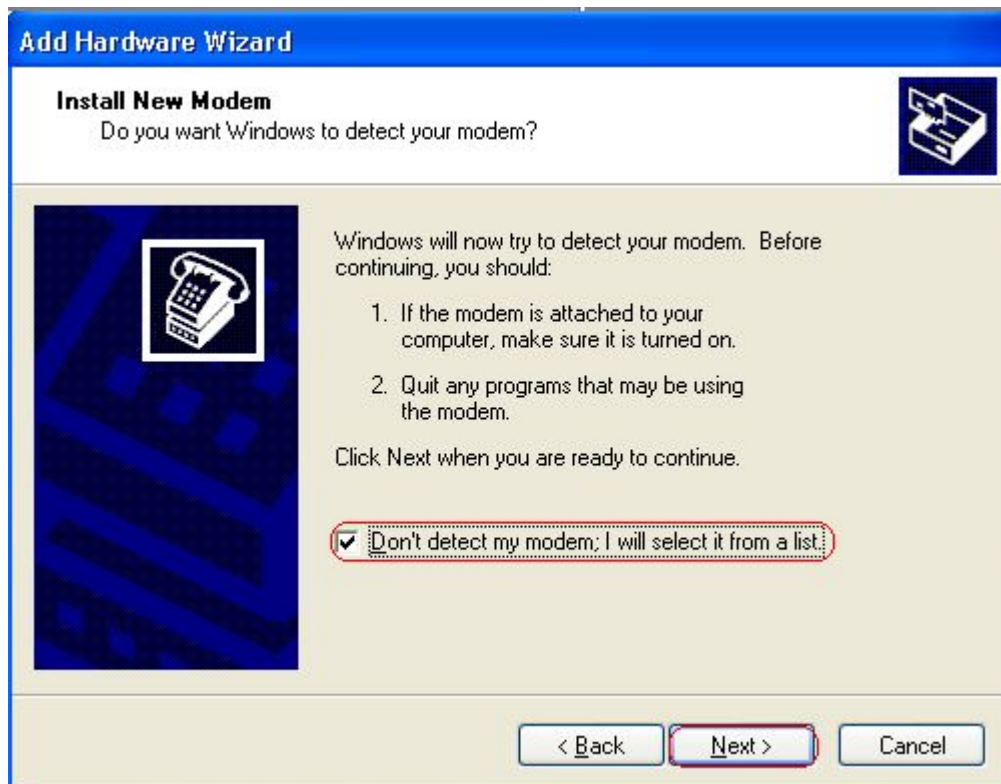 Add Hardware Wizard
Install New Modem
Do you want Windows to detect your modem?
Windows will now try to detect your modem. Before
continuing, you should:
1. If the modem is attached to your
computer, make sure it is turned on.
2. Quit any programs that may be using
the modem.
Click Next when you are ready to continue.
Don't detect my modem; I will select it from a list.
< Back
Next >
Cancel